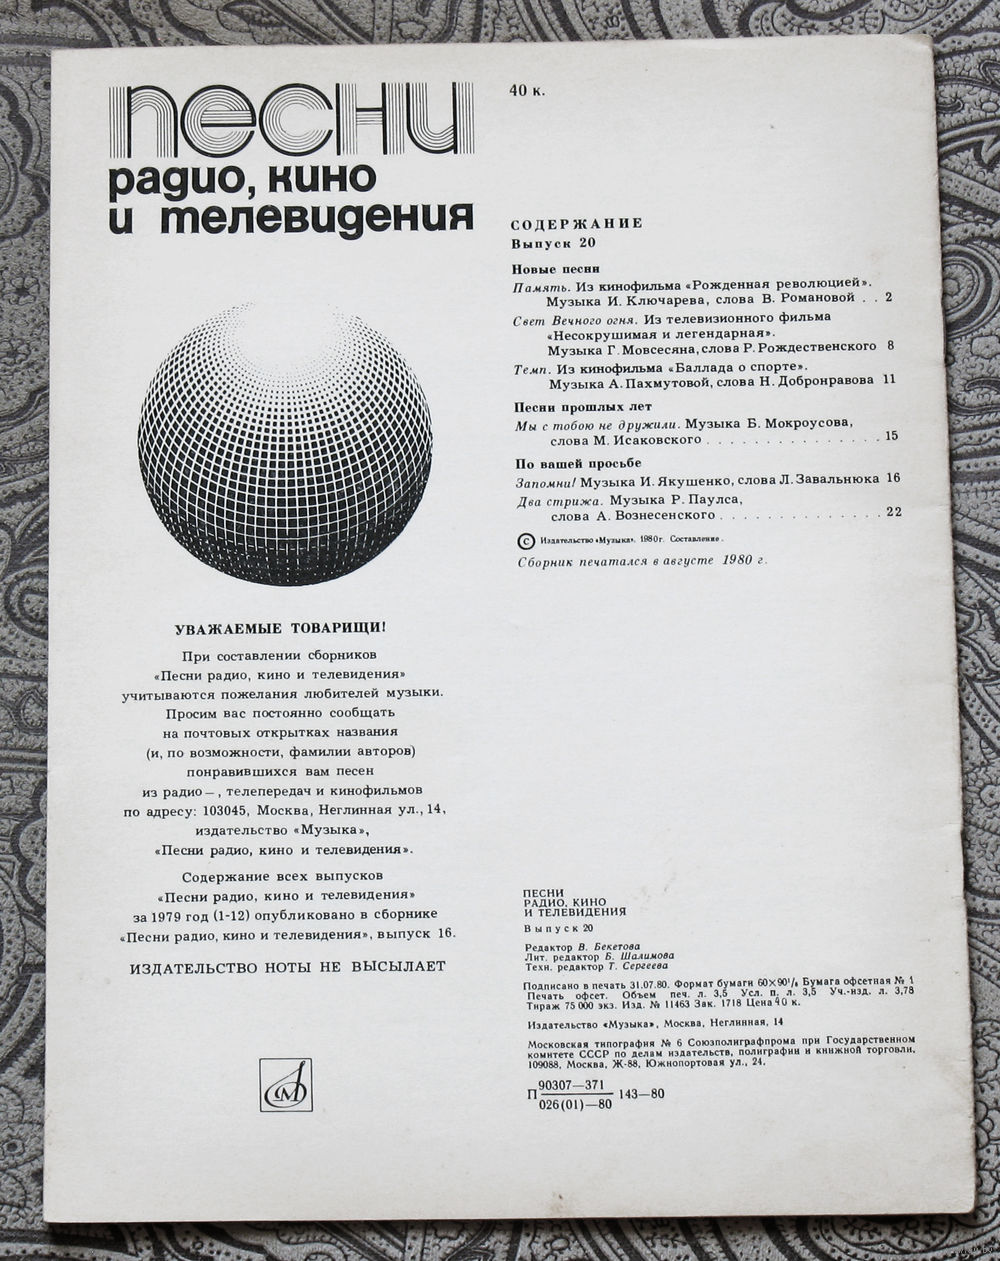 песни
радио, кино
и телевидения
40 к.
СОДЕРЖАНИЕ
Выпуск 20
Новые песни
Память. Из кинофильма «Рожденная революцией».
Музыка И. Ключарева, слова В. Романовой . . 2
Свет Вечного огня. Из телевизионного фильма
«Несокрушимая и легендарная».
Музыка Г. Мовсесяна, слова Р. Рождественского 8
Темп. Из кинофильма «Баллада о спорте».
Музыка А. Пахмутовой, слова Н. Добронравова 11
Песни прошлых лет
Мы с тобою не дружили. Музыка Б. Мокроусова,
слова М. Исаковского . . . . . . . . . . . . . . . 15
По вашей просьбе
Запомни! Музыка И. Якушенко, слова Л. Завальнюка 16
Два стрижа. Музыка Р. Паулса,
слова А. Вознесенского . . . . . . . . . . . . . . 22
© Издательство «Музыка». 1980 г. Составление.
Сборник печатался в августе 1980 г.
УВАЖАЕМЫЕ ТОВАРИЩИ!
При составлении сборников
«Песни радио, кино и телевидения»
учитываются пожелания любителей музыки.
Просим вас постоянно сообщать
на почтовых открытках названия
(и, по возможности, фамилии авторов)
понравившихся вам песен
из радио–, телепередач и кинофильмов
по адресу: 103045, Москва, Неглинная ул., 14,
издательство «Музыка»,
«Песни радио, кино и телевидения».
Содержание всех выпусков
«Песни радио, кино и телевидения»
за 1979 год (1-12) опубликовано в сборнике
«Песни радио, кино и телевидения», выпуск 16.
ИЗДАТЕЛЬСТВО НОТЫ НЕ ВЫСЫЛАЕТ
ПЕСНИ
РАДИО, КИНО
И ТЕЛЕВИДЕНИЯ
Выпуск 20
Редактор В. Бекетова
Лит. редактор Б. Шалимова
Техн. редактор Т. Сергеева
Подписано в печать 31.07.80. Формат бумаги 60×90¹/₈ Бумага офсетная № 1
Печать офсет. Объем печ. л. 3,5 Усл. п. л. 3,5 Уч.-изд. л. 3,78
Тираж 75 000 экз. Изд. № 11463 Зак. 1718 Цена 40 к.
Издательство «Музыка», Москва, Неглинная, 14
Московская типография № 6 Союзполиграфпрома при Государственном
комитете СССР по делам издательств, полиграфии и книжной торговли,
109088, Москва, Ж-88, Южнопортовая ул., 24.
90307—371
П 143—80
026(01)—80